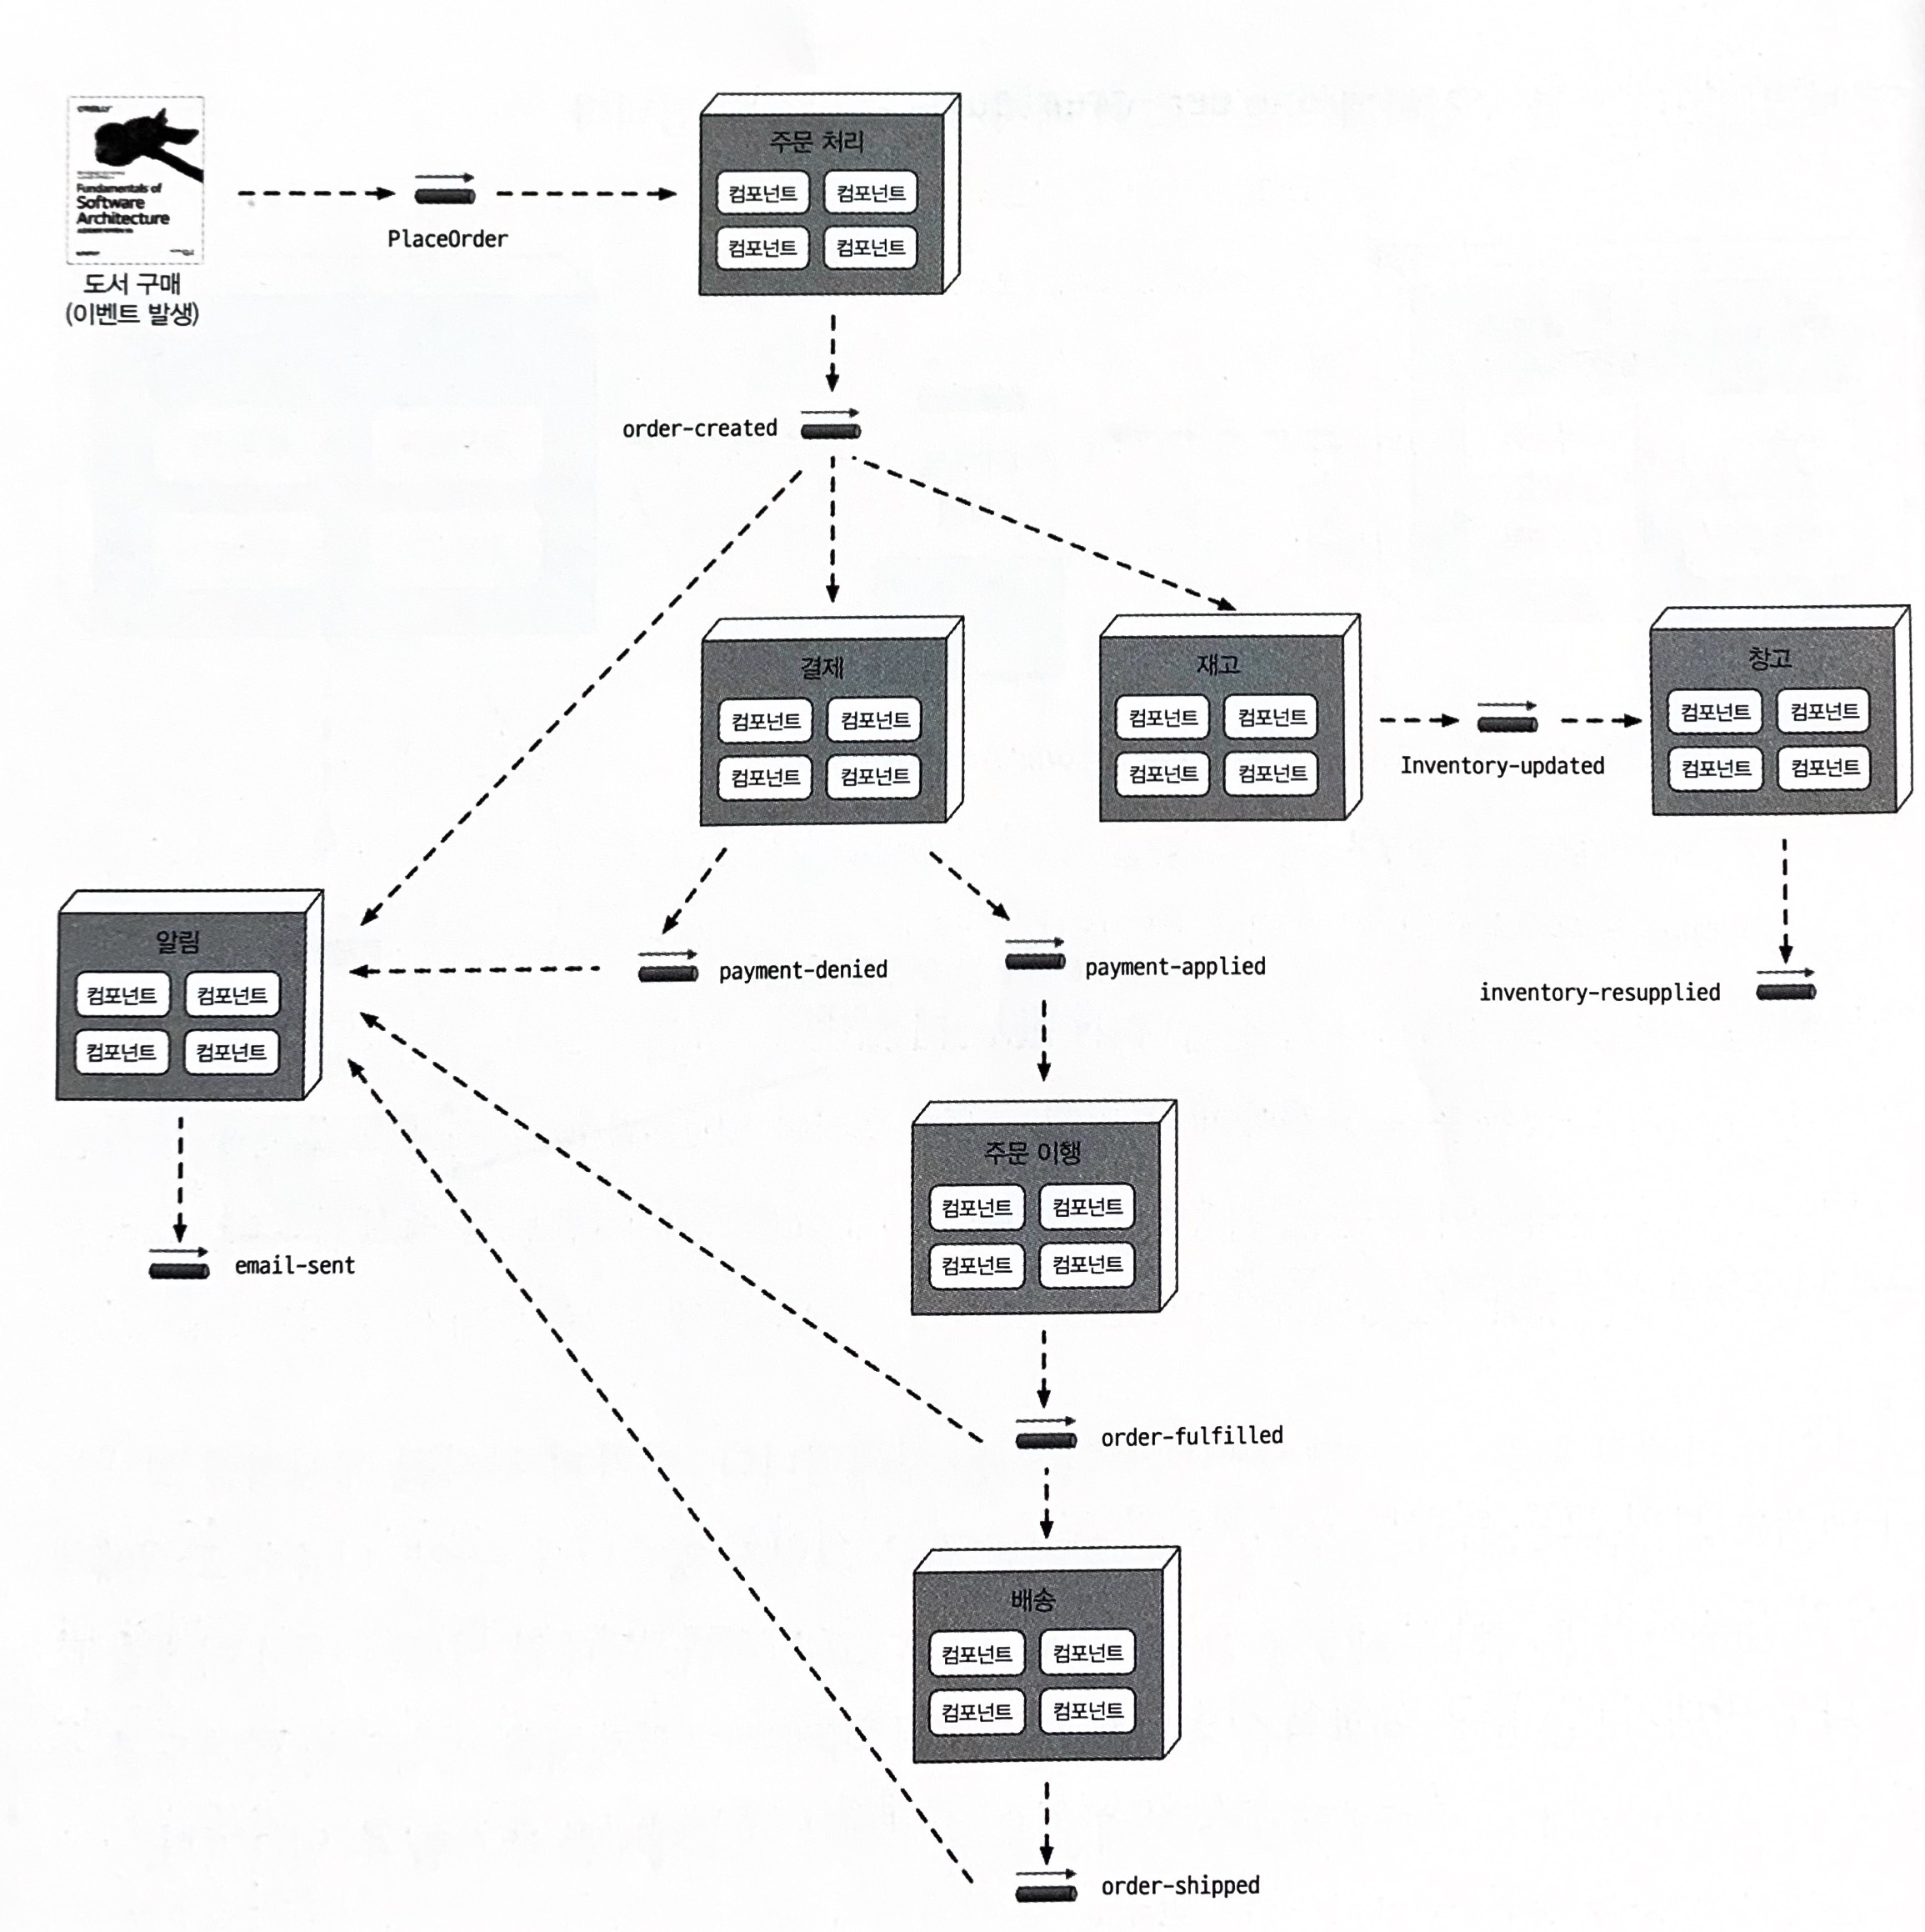 O'REILLY
Fundamentals of
Software
Architecture
도서 구매
(이벤트 발생)
PlaceOrder
주문 처리
컴포넌트 컴포넌트
컴포넌트 컴포넌트
order-created
결제
컴포넌트 컴포넌트
컴포넌트 컴포넌트
재고
컴포넌트 컴포넌트
컴포넌트 컴포넌트
Inventory-updated
창고
컴포넌트 컴포넌트
컴포넌트 컴포넌트
알림
컴포넌트 컴포넌트
컴포넌트 컴포넌트
payment-denied
payment-applied
inventory-resupplied
email-sent
주문 이행
컴포넌트 컴포넌트
컴포넌트 컴포넌트
order-fulfilled
배송
컴포넌트 컴포넌트
컴포넌트 컴포넌트
order-shipped